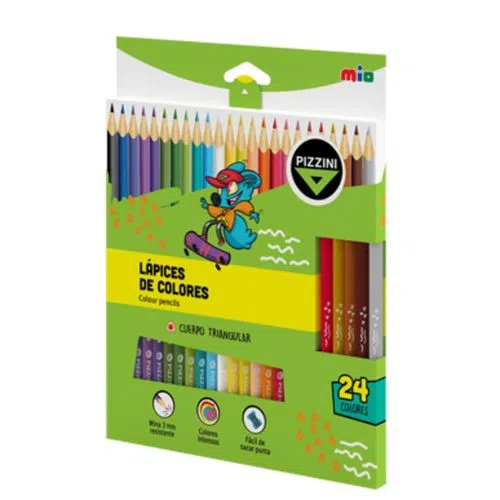 mio
PIZZINI
LÁPICES
DE COLORES
Colour pencils
CUERPO TRIANGULAR
24
COLORES
Mina 3 mm
resistente
Colores
intensos
Fácil de
sacar punta